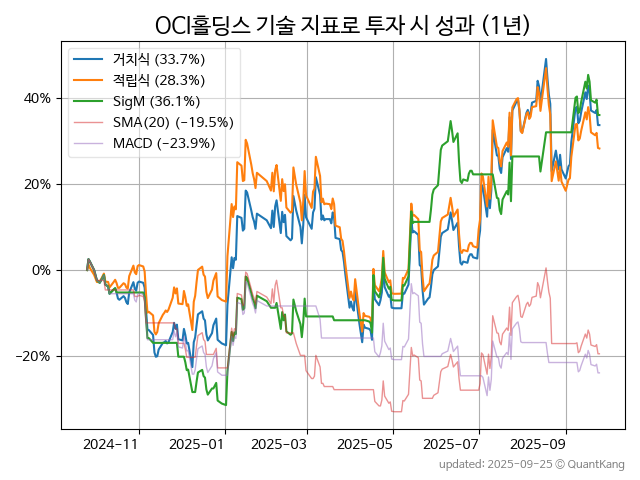 OCI홀딩스 기술 지표로 투자 시 성과 (1년)
거치식 (33.7%)
적립식 (28.3%)
SigM (36.1%)
SMA(20) (−19.5%)
MACD (−23.9%)
40%
20%
0%
−20%
2024-11
2025-01
2025-03
2025-05
2025-07
2025-09
updated: 2025-09-25 © QuantKang